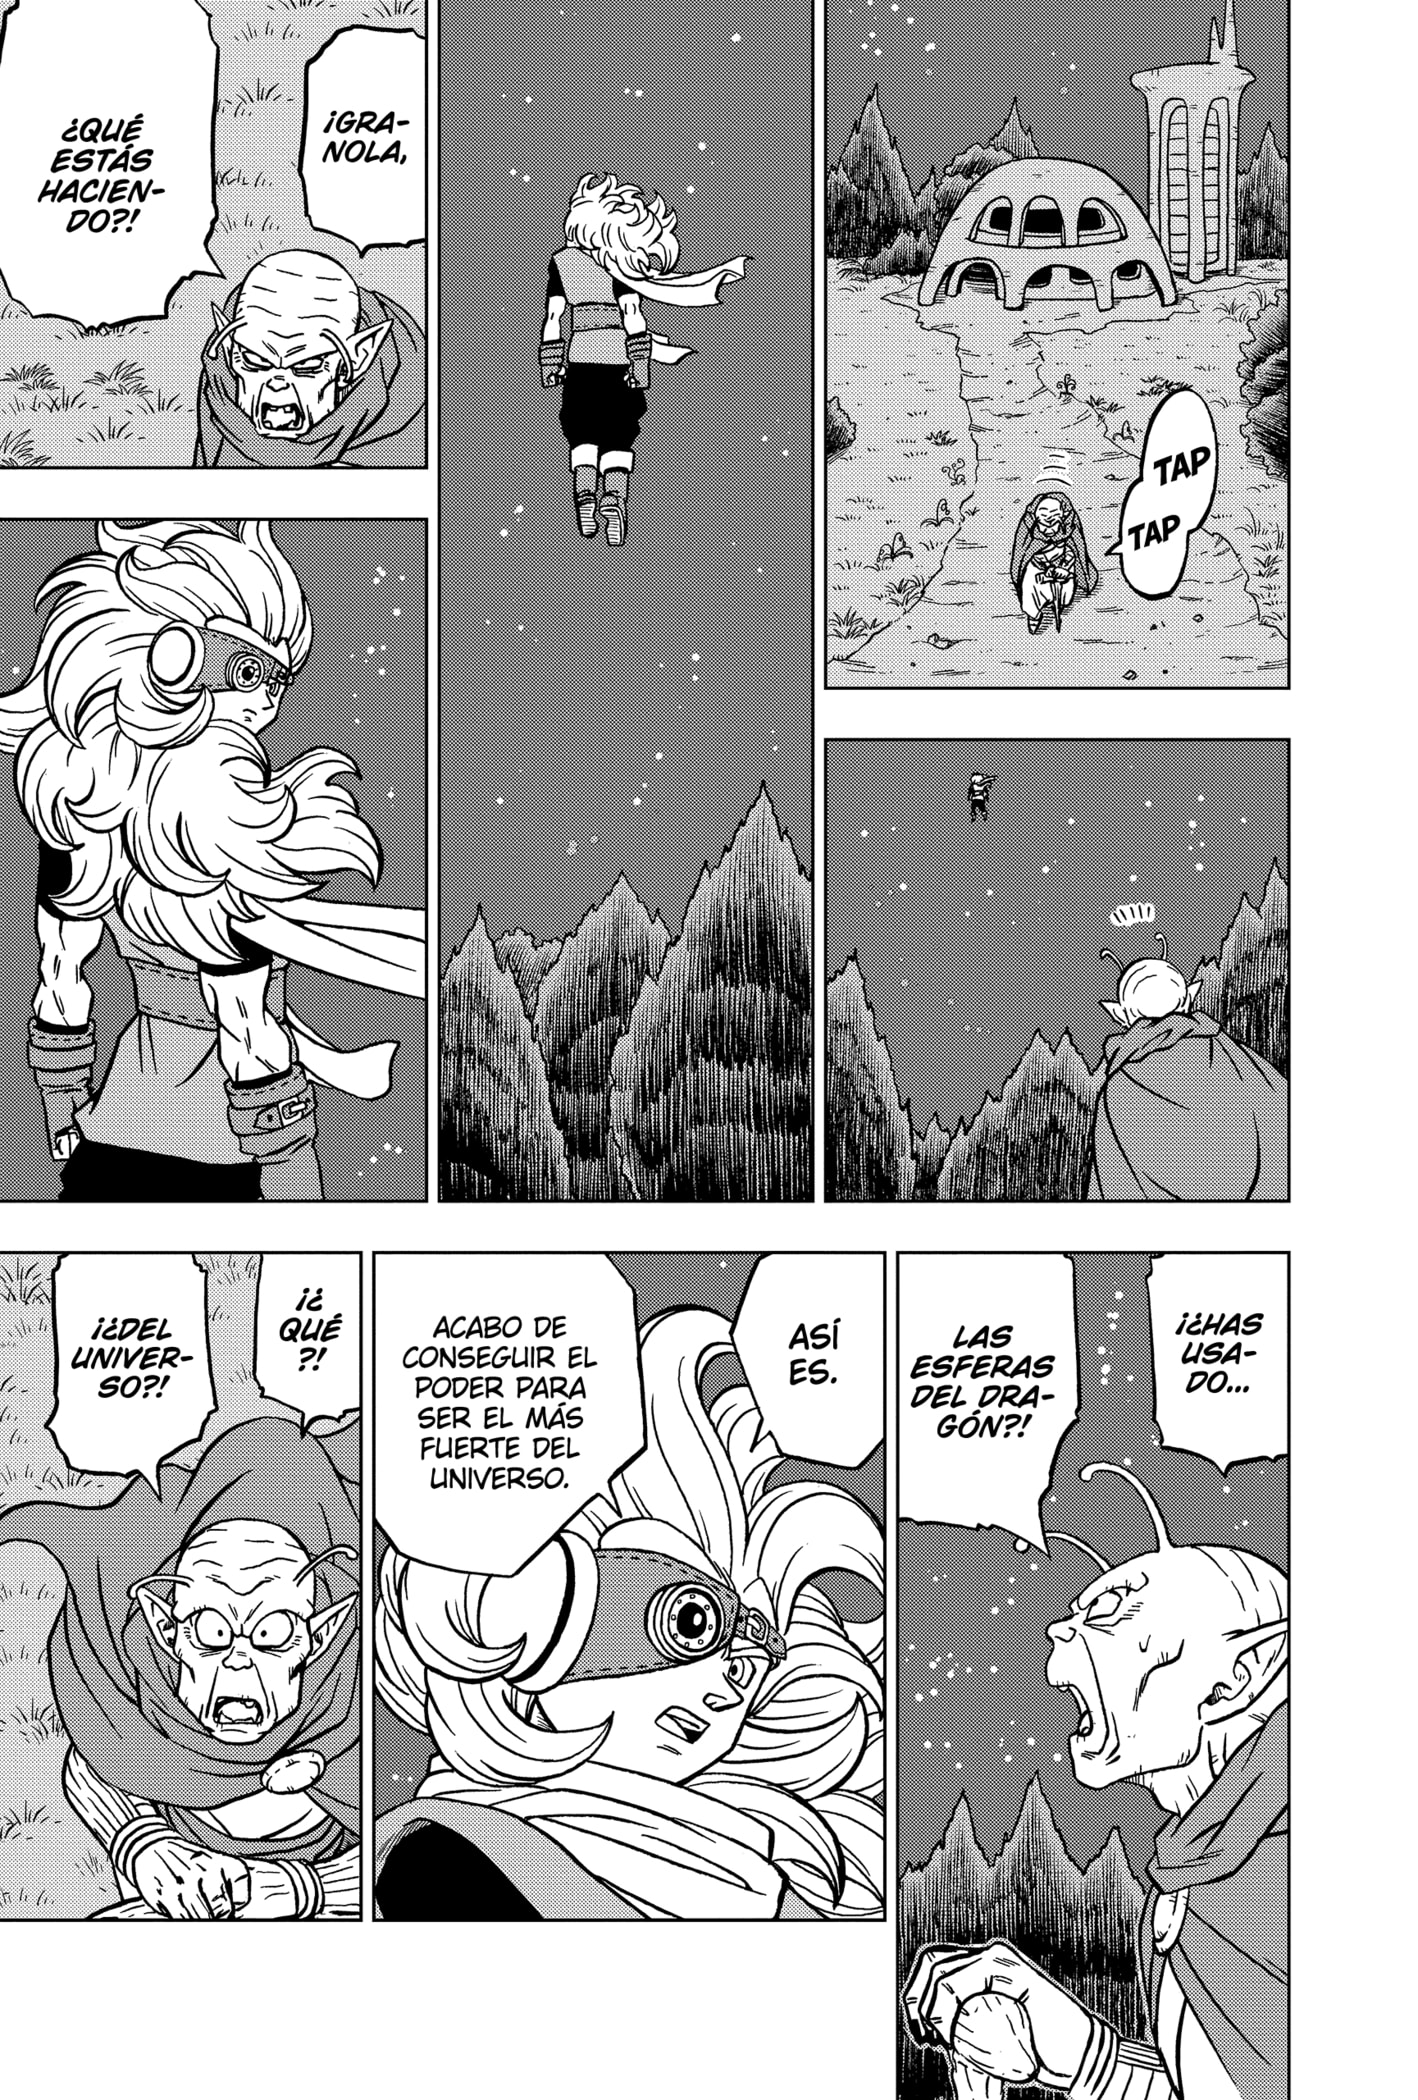 TAP
TAP
¡GRA-
NOLA,
¿QUÉ
ESTÁS
HACIEN-
DO?!
¡¿HAS
USA-
DO...
LAS
ESFERAS
DEL DRA-
GÓN?!
ASÍ
ES.
ACABO DE
CONSEGUIR EL
PODER PARA
SER EL MÁS
FUERTE DEL
UNIVERSO.
¡¿
QUÉ
?!
¡¿DEL
UNIVER-
SO?!